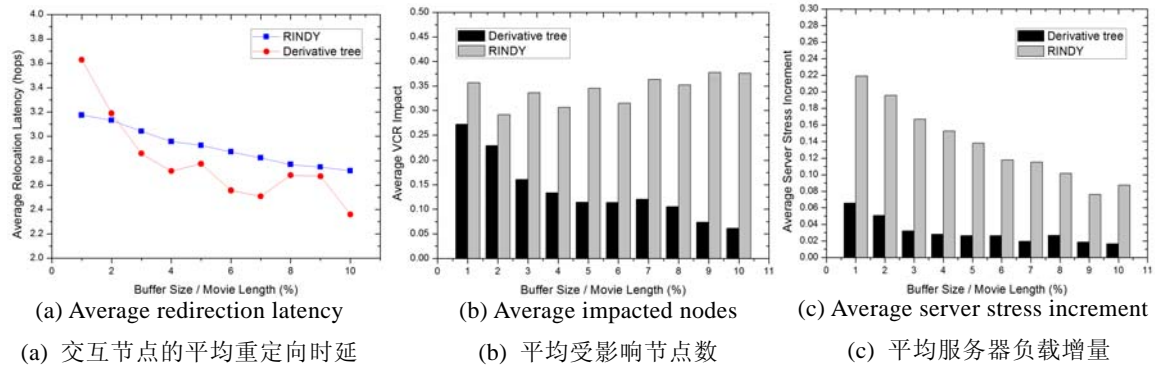 RINDY
Derivative tree
Average Relocation Latency (hops)
4.0
3.8
3.6
3.4
3.2
3.0
2.8
2.6
2.4
2.2
2.0
0 2 4 6 8 10
Buffer Size / Movie Length (%)
(a) Average redirection latency
(a) 交互节点的平均重定向时延
Derivative tree
RINDY
Average VCR Impact
0.50
0.45
0.40
0.35
0.30
0.25
0.20
0.15
0.10
0.05
0.00
0 1 2 3 4 5 6 7 8 9 10 11
Buffer Size / Movie Length (%)
(b) Average impacted nodes
(b) 平均受影响节点数
Derivative tree
RINDY
Average Server Stress Increment
0.30
0.28
0.26
0.24
0.22
0.20
0.18
0.16
0.14
0.12
0.10
0.08
0.06
0.04
0.02
0.00
0 1 2 3 4 5 6 7 8 9 10 11
Buffer Size / Movie Length (%)
(c) Average server stress increment
(c) 平均服务器负载增量